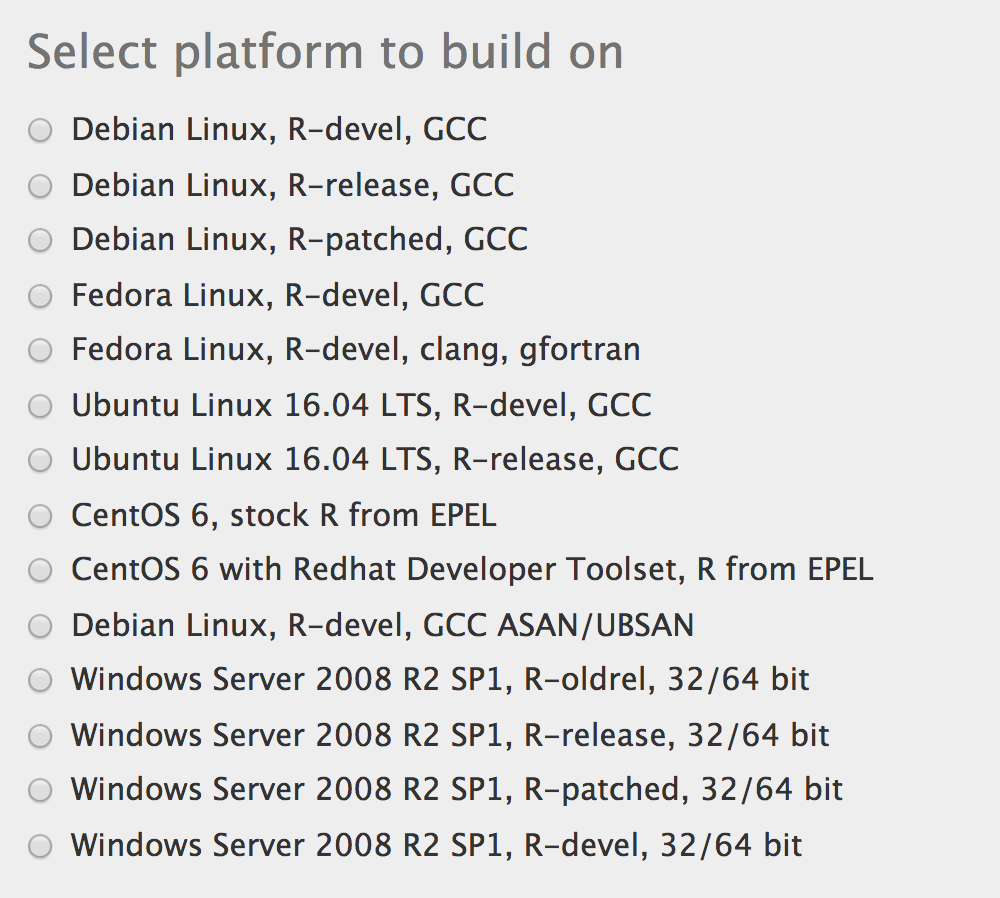 Select platform to build on
Debian Linux, R-devel, GCC
Debian Linux, R-release, GCC
Debian Linux, R-patched, GCC
Fedora Linux, R-devel, GCC
Fedora Linux, R-devel, clang, gfortran
Ubuntu Linux 16.04 LTS, R-devel, GCC
Ubuntu Linux 16.04 LTS, R-release, GCC
CentOS 6, stock R from EPEL
CentOS 6 with Redhat Developer Toolset, R from EPEL
Debian Linux, R-devel, GCC ASAN/UBSAN
Windows Server 2008 R2 SP1, R-oldrel, 32/64 bit
Windows Server 2008 R2 SP1, R-release, 32/64 bit
Windows Server 2008 R2 SP1, R-patched, 32/64 bit
Windows Server 2008 R2 SP1, R-devel, 32/64 bit